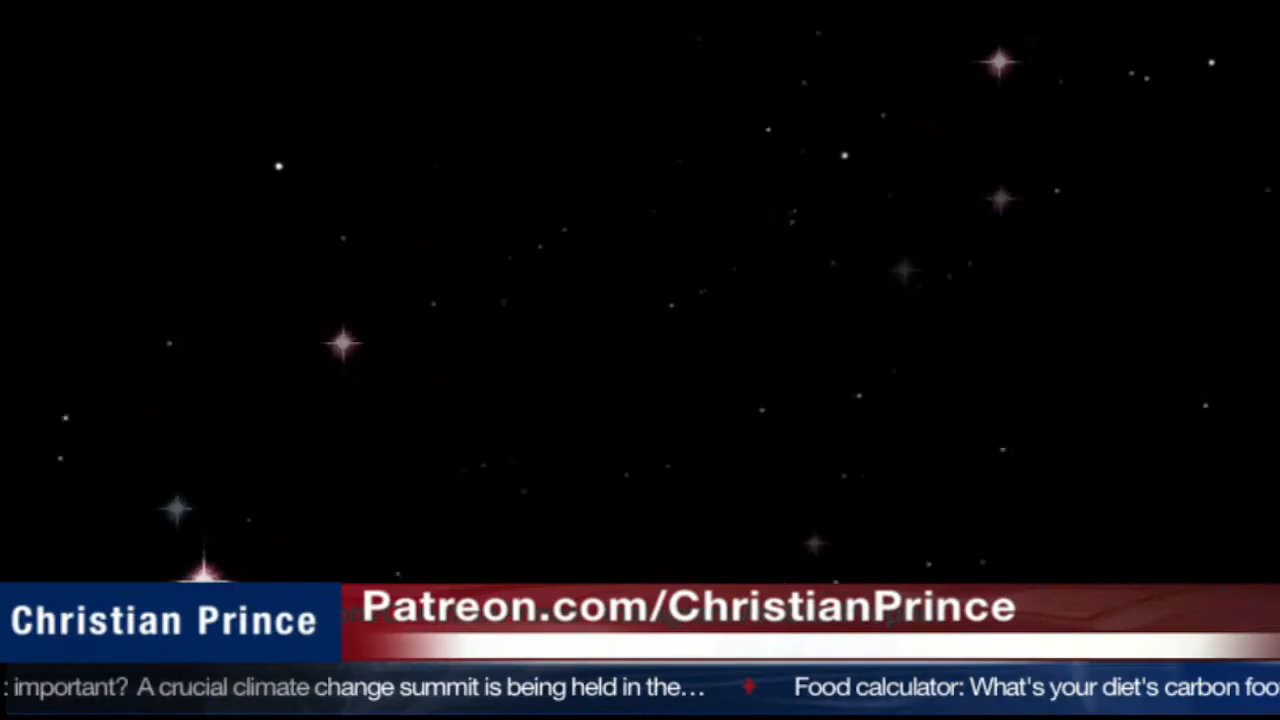 Christian Prince
Patreon.com/ChristianPrince
: important? A crucial climate change summit is being held in the… Food calculator: What's your diet's carbon foo